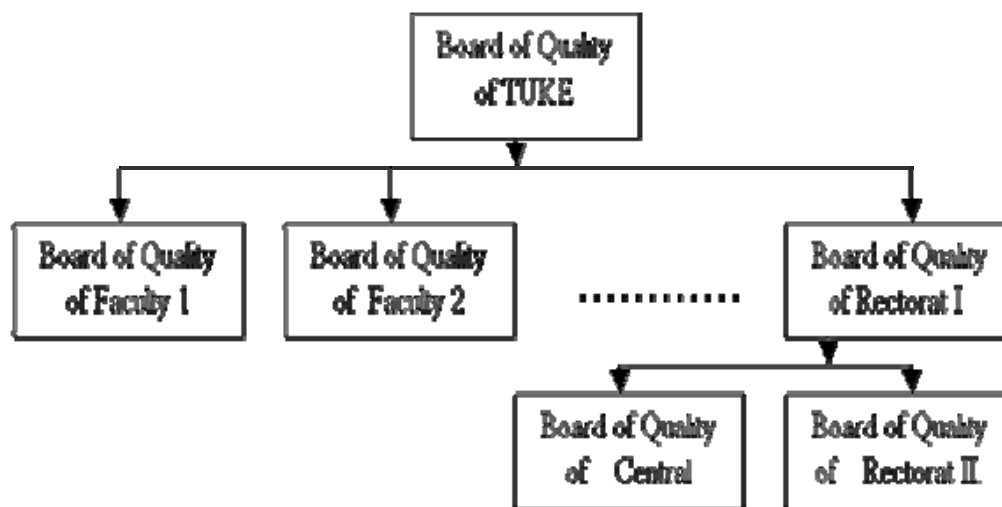 Board of Quality
of TUKE
Board of Quality
of Faculty 1
Board of Quality
of Faculty 2
Board of Quality
of Rectorat I
Board of Quality
of Central
Board of Quality
of Rectorat II.